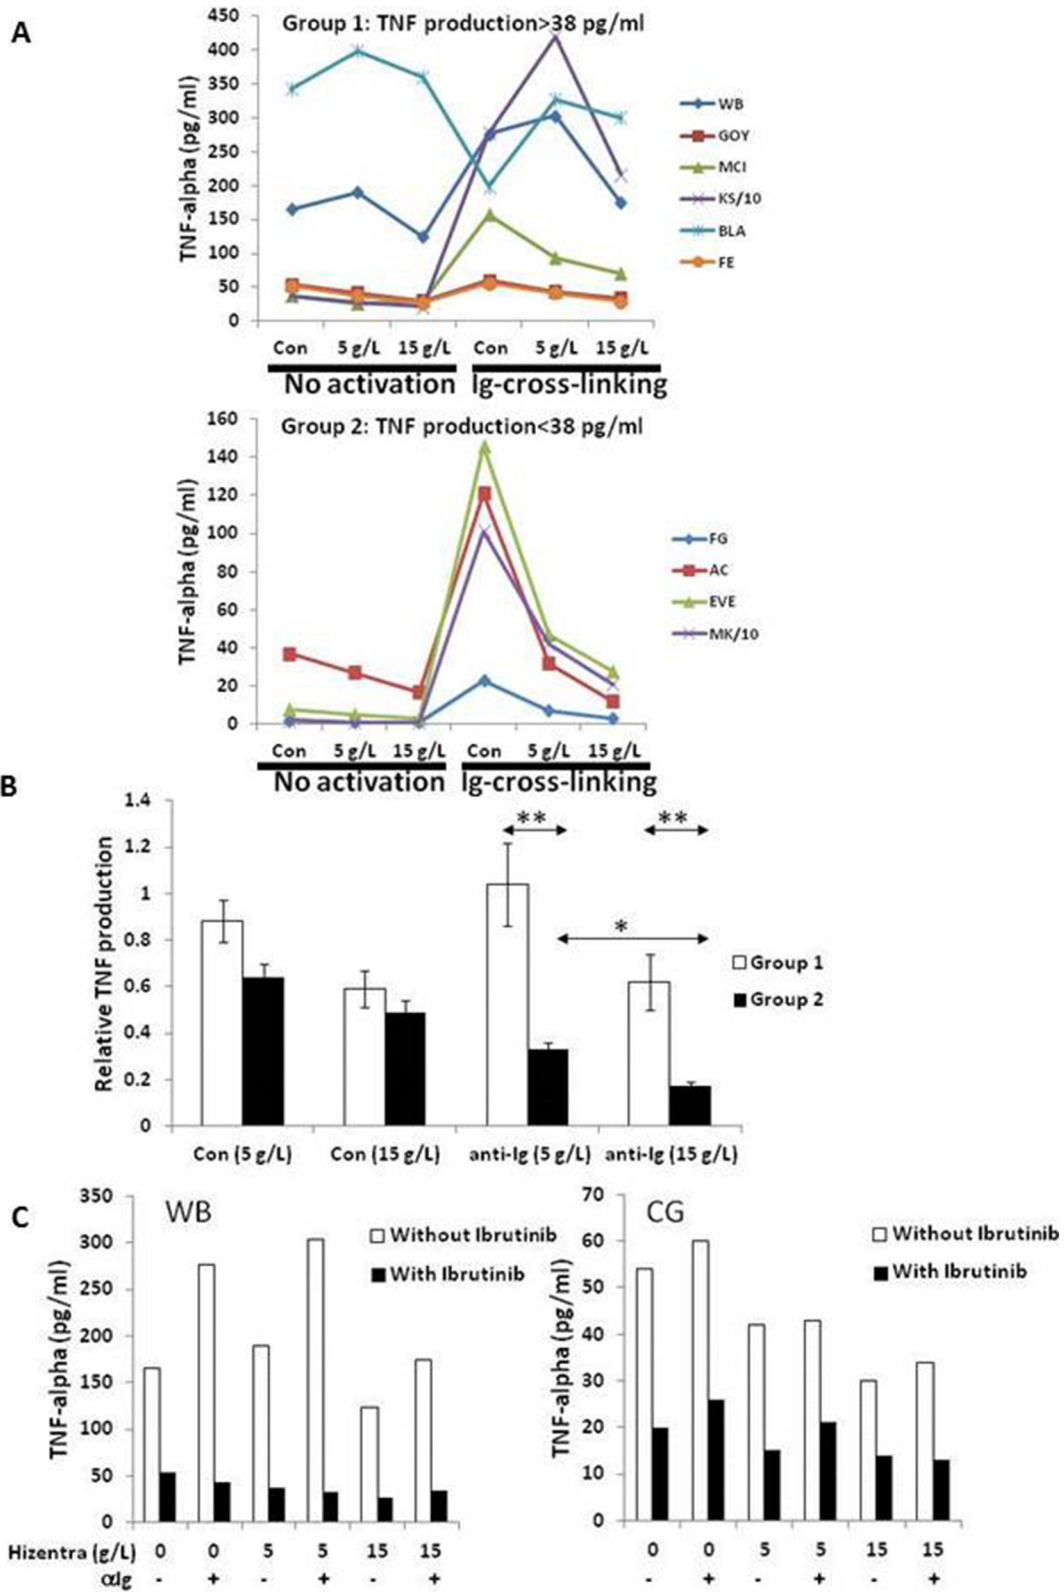 A
Group 1: TNF production>38 pg/ml
TNF-alpha (pg/ml)
450
400
350
300
250
200
150
100
50
0
WB
GOY
MCI
KS/10
BLA
FE
Con 5 g/L 15 g/L Con 5 g/L 15 g/L
No activation Ig-cross-linking
Group 2: TNF production<38 pg/ml
TNF-alpha (pg/ml)
160
140
120
100
80
60
40
20
0
FG
AC
EVE
MK/10
Con 5 g/L 15 g/L Con 5 g/L 15 g/L
No activation Ig-cross-linking
B
Relative TNF production
1.4
1.2
1
0.8
0.6
0.4
0.2
0
** **
*
Group 1
Group 2
Con (5 g/L) Con (15 g/L) anti-Ig (5 g/L) anti-Ig (15 g/L)
C
WB
TNF-alpha (pg/ml)
350
300
250
200
150
100
50
0
Without Ibrutinib
With Ibrutinib
CG
TNF-alpha (pg/ml)
70
60
50
40
30
20
10
0
Without Ibrutinib
With Ibrutinib
Hizentra (g/L) 0 0 5 5 15 15 0 0 5 5 15 15
αIg - + - + - + - + - + - +